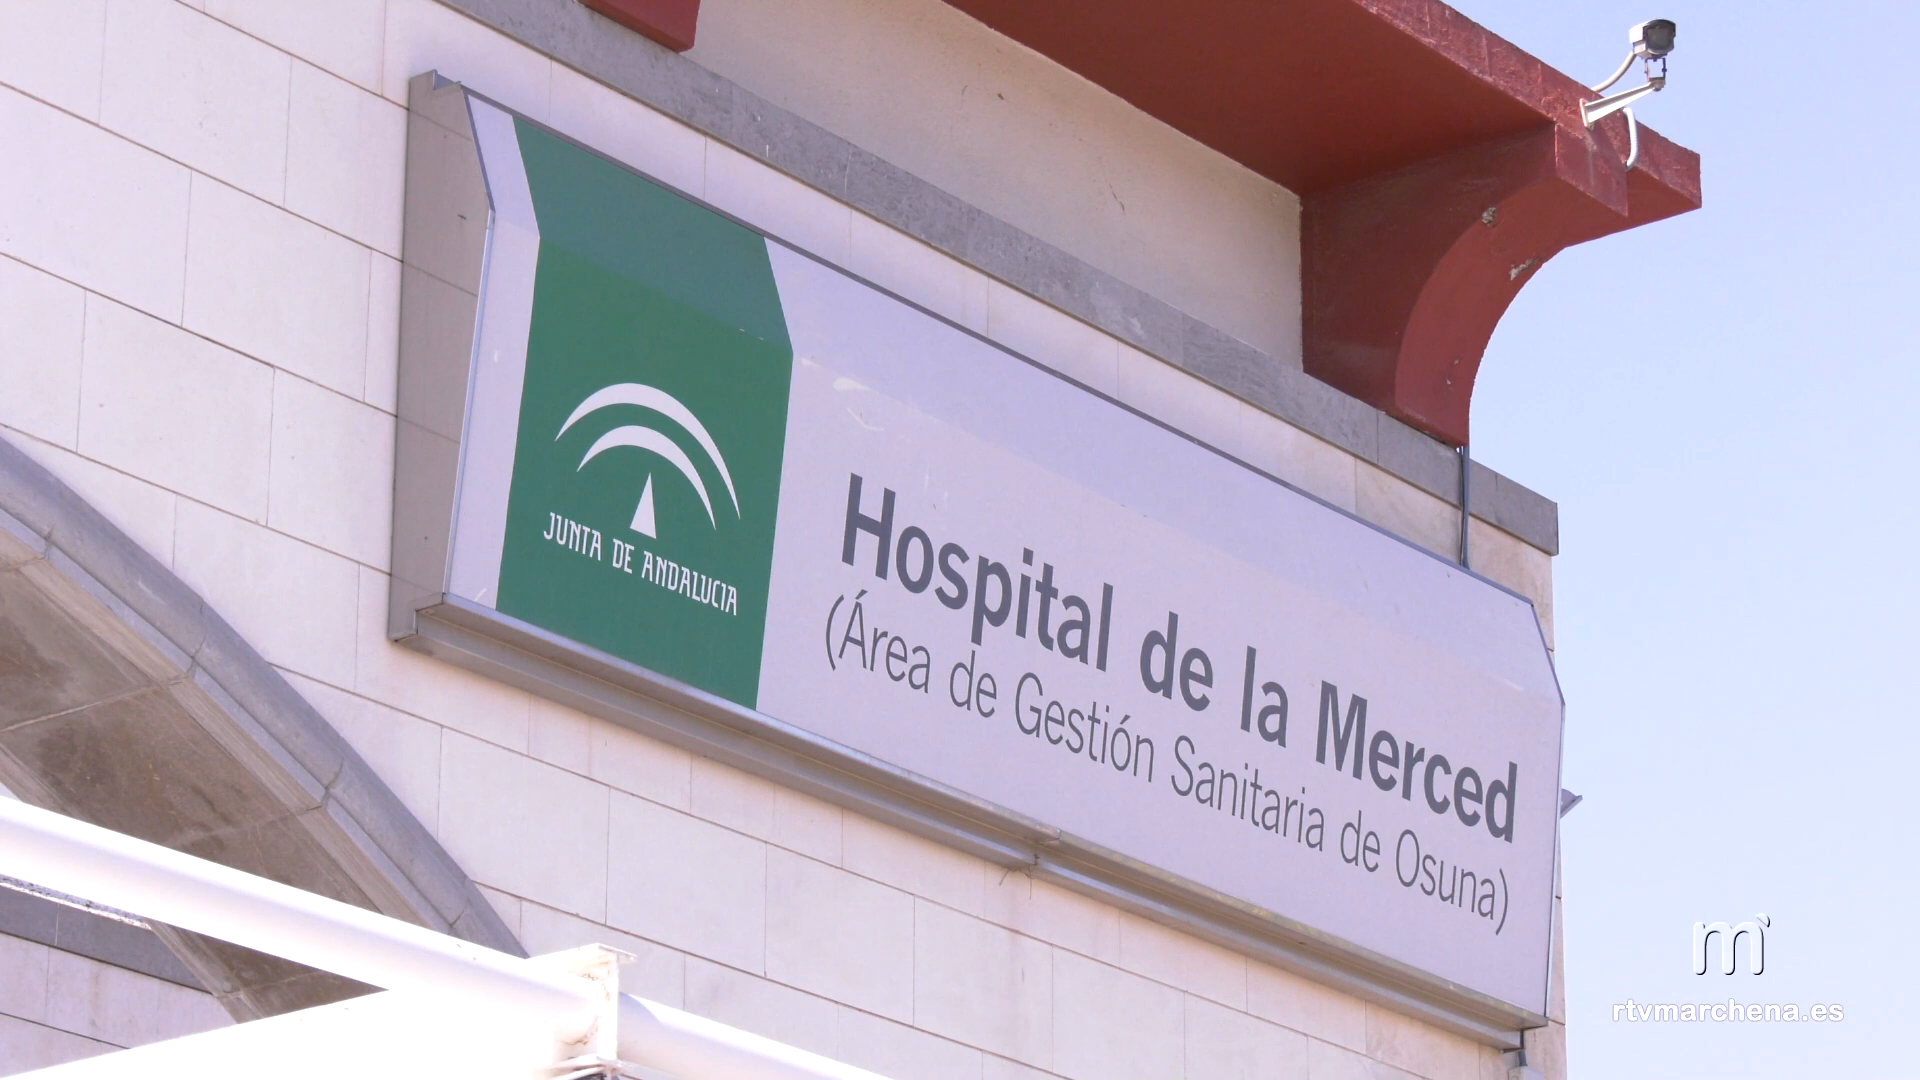 JUNTA DE ANDALUCIA
Hospital de la Merced
(Área de Gestión Sanitaria de Osuna)
m
rtvmarchena.es